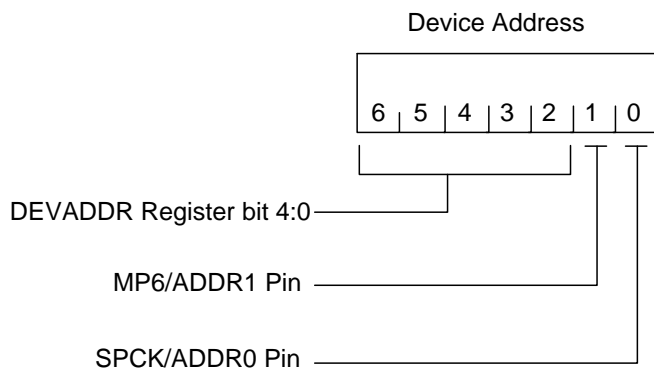 Device Address
6 5 4 3 2 1 0
DEVADDR Register bit 4:0
MP6/ADDR1 Pin
SPCK/ADDR0 Pin